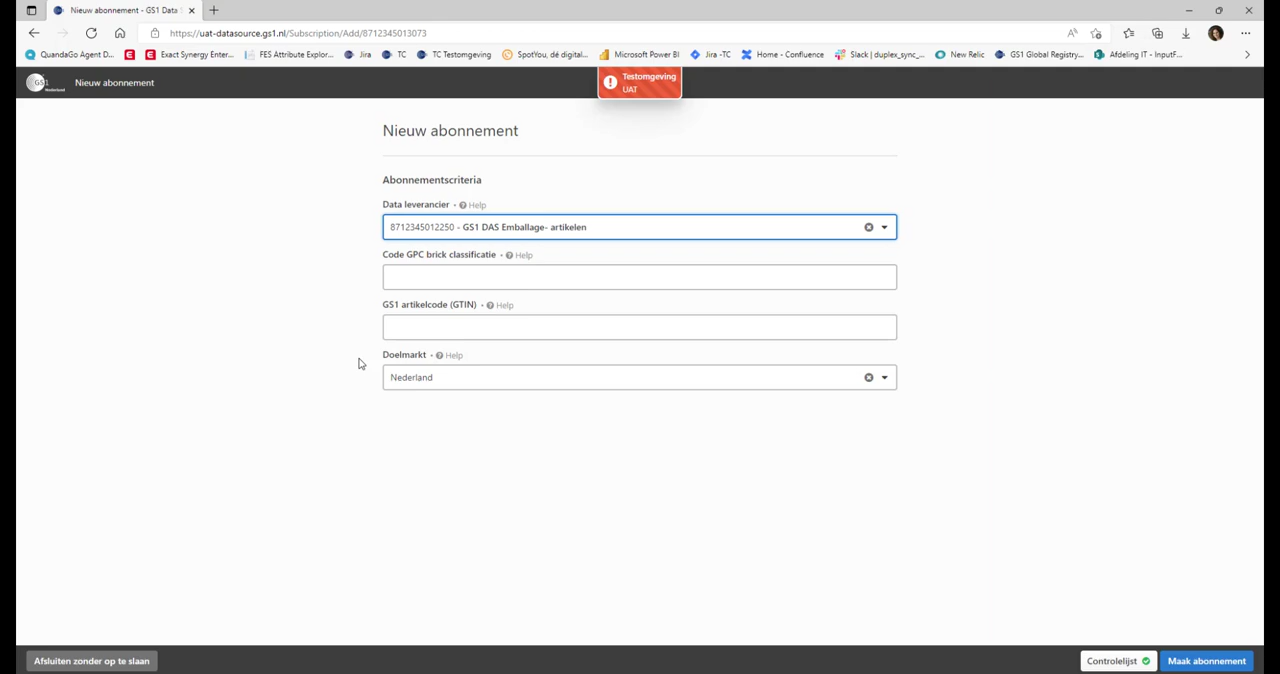 Nieuw abonnement - GS1 Data S
https://uat-datasource.gs1.nl/Subscription/Add/8712345013073
QuandaGo Agent D... Exact Synergy Enter... FES Attribute Explor... Jira TC TC Testomgeving SpotYou, dé digital... Microsoft Power BI Jira -TC Home - Confluence Slack | duplex_sync_... New Relic GS1 Global Registry... Afdeling IT - InputF...
GS1 Nederland Nieuw abonnement
Testomgeving
UAT
Nieuw abonnement
Abonnementscriteria
Data leverancier • Help
8712345012250 - GS1 DAS Emballage- artikelen
Code GPC brick classificatie • Help
GS1 artikelcode (GTIN) • Help
Doelmarkt • Help
Nederland
Afsluiten zonder op te slaan Controlelijst Maak abonnement